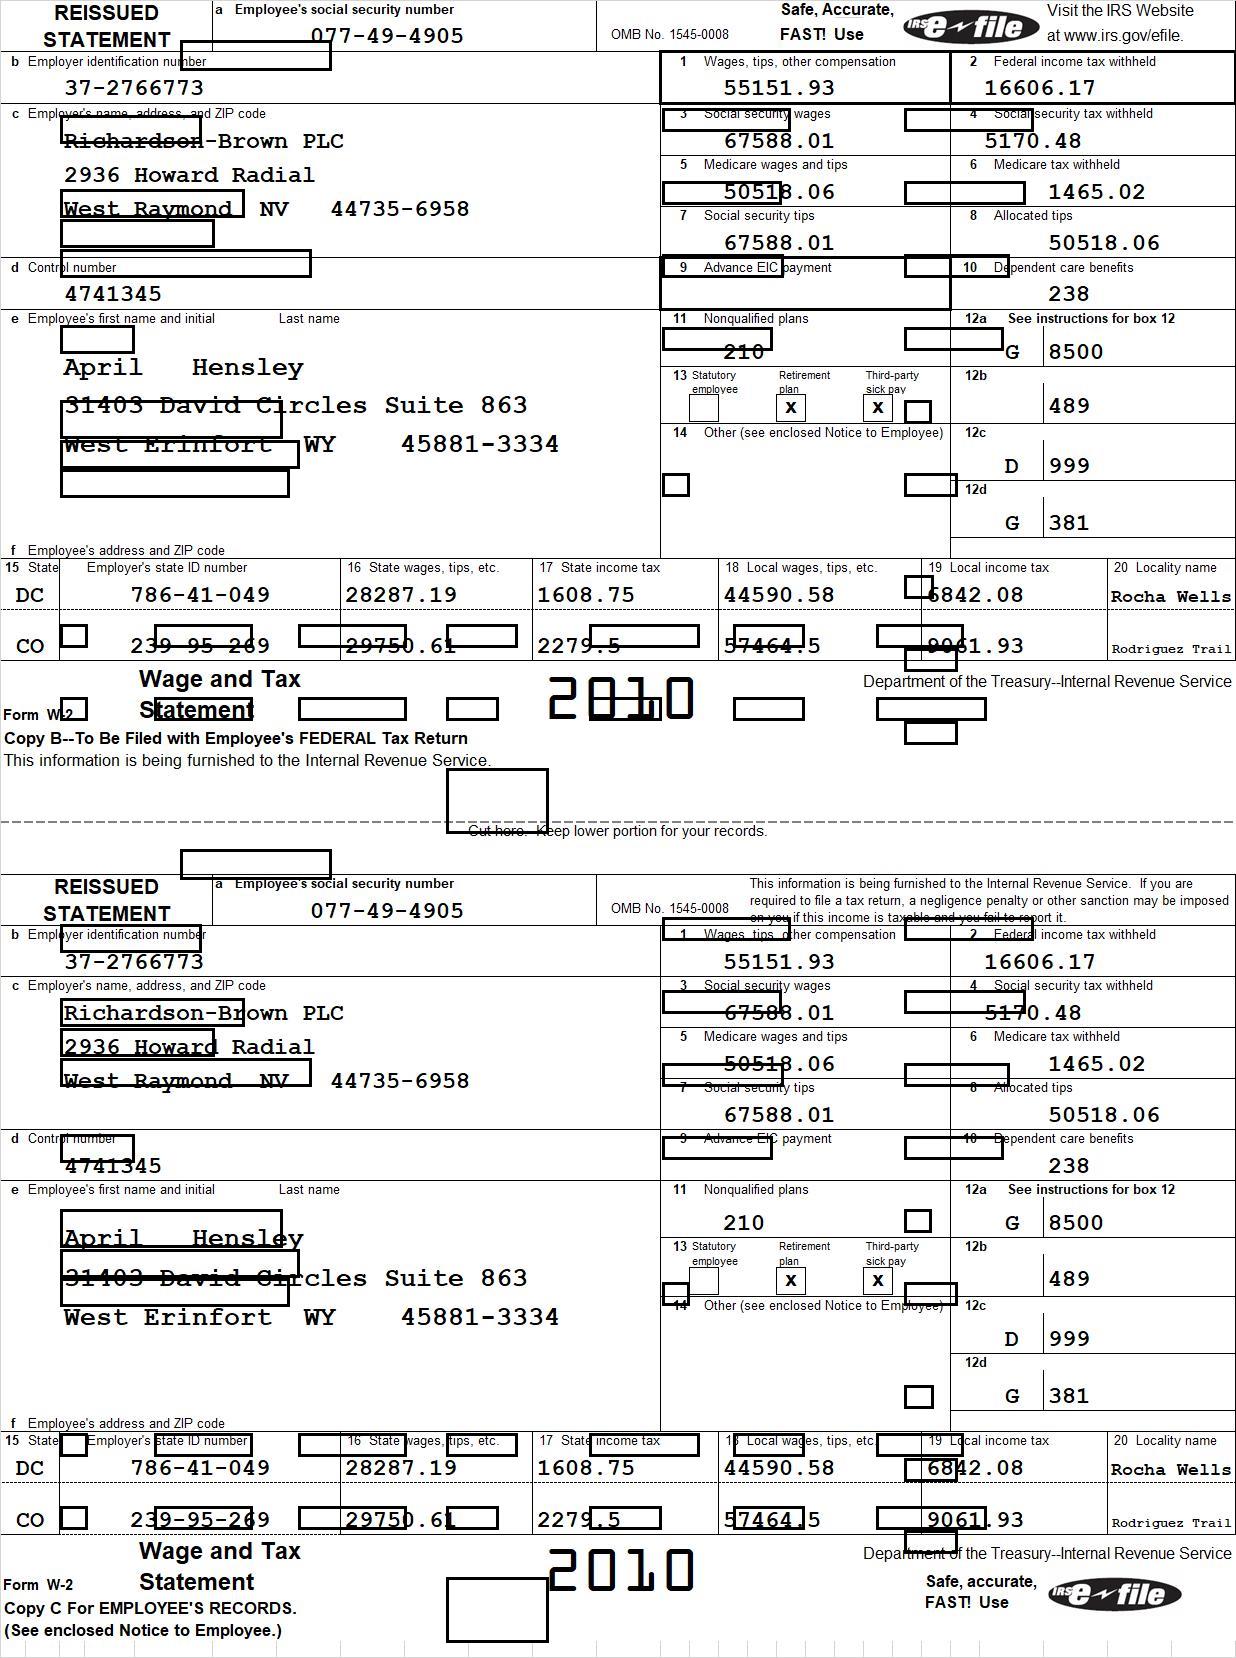 REISSUED STATEMENT
a Employee's social security number
077-49-4905
OMB No. 1545-0008
Safe, Accurate, FAST! Use
IRS e-file
Visit the IRS Website at www.irs.gov/efile.
b Employer identification number
37-2766773
1 Wages, tips, other compensation
55151.93
2 Federal income tax withheld
16606.17
c Employer's name, address, and ZIP code
Richardson-Brown PLC
2936 Howard Radial
West Raymond NV 44735-6958
3 Social security wages
67588.01
4 Social security tax withheld
5170.48
5 Medicare wages and tips
50518.06
6 Medicare tax withheld
1465.02
7 Social security tips
67588.01
8 Allocated tips
50518.06
d Control number
4741345
9 Advance EIC payment
10 Dependent care benefits
238
e Employee's first name and initial Last name
April Hensley
31403 David Circles Suite 863
West Erinfort WY 45881-3334
11 Nonqualified plans
210
12a See instructions for box 12
G 8500
13 Statutory employee Retirement plan Third-party sick pay
X X
12b
489
14 Other (see enclosed Notice to Employee)
12c
D 999
12d
G 381
f Employee's address and ZIP code
15 State Employer's state ID number 16 State wages, tips, etc. 17 State income tax 18 Local wages, tips, etc. 19 Local income tax 20 Locality name
DC 786-41-049 28287.19 1608.75 44590.58 6842.08 Rocha Wells
CO 239-95-269 29750.61 2279.5 57464.5 9061.93 Rodriguez Trail
Form W-2
Wage and Tax Statement
2010
Department of the Treasury--Internal Revenue Service
Copy B--To Be Filed with Employee's FEDERAL Tax Return
This information is being furnished to the Internal Revenue Service.
Cut here. Keep lower portion for your records.
REISSUED STATEMENT
a Employee's social security number
077-49-4905
OMB No. 1545-0008
This information is being furnished to the Internal Revenue Service. If you are
required to file a tax return, a negligence penalty or other sanction may be imposed
on you if this income is taxable and you fail to report it.
b Employer identification number
37-2766773
1 Wages, tips, other compensation
55151.93
2 Federal income tax withheld
16606.17
c Employer's name, address, and ZIP code
Richardson-Brown PLC
2936 Howard Radial
West Raymond NV 44735-6958
3 Social security wages
67588.01
4 Social security tax withheld
5170.48
5 Medicare wages and tips
50518.06
6 Medicare tax withheld
1465.02
7 Social security tips
67588.01
8 Allocated tips
50518.06
d Control number
4741345
9 Advance EIC payment
10 Dependent care benefits
238
e Employee's first name and initial Last name
April Hensley
31403 David Circles Suite 863
West Erinfort WY 45881-3334
11 Nonqualified plans
210
12a See instructions for box 12
G 8500
13 Statutory employee Retirement plan Third-party sick pay
X X
12b
489
14 Other (see enclosed Notice to Employee)
12c
D 999
12d
G 381
f Employee's address and ZIP code
15 State Employer's state ID number 16 State wages, tips, etc. 17 State income tax 18 Local wages, tips, etc. 19 Local income tax 20 Locality name
DC 786-41-049 28287.19 1608.75 44590.58 6842.08 Rocha Wells
CO 239-95-269 29750.61 2279.5 57464.5 9061.93 Rodriguez Trail
Form W-2
Wage and Tax Statement
2010
Department of the Treasury--Internal Revenue Service
Copy C For EMPLOYEE'S RECORDS.
(See enclosed Notice to Employee.)
Safe, accurate, FAST! Use
IRS e-file